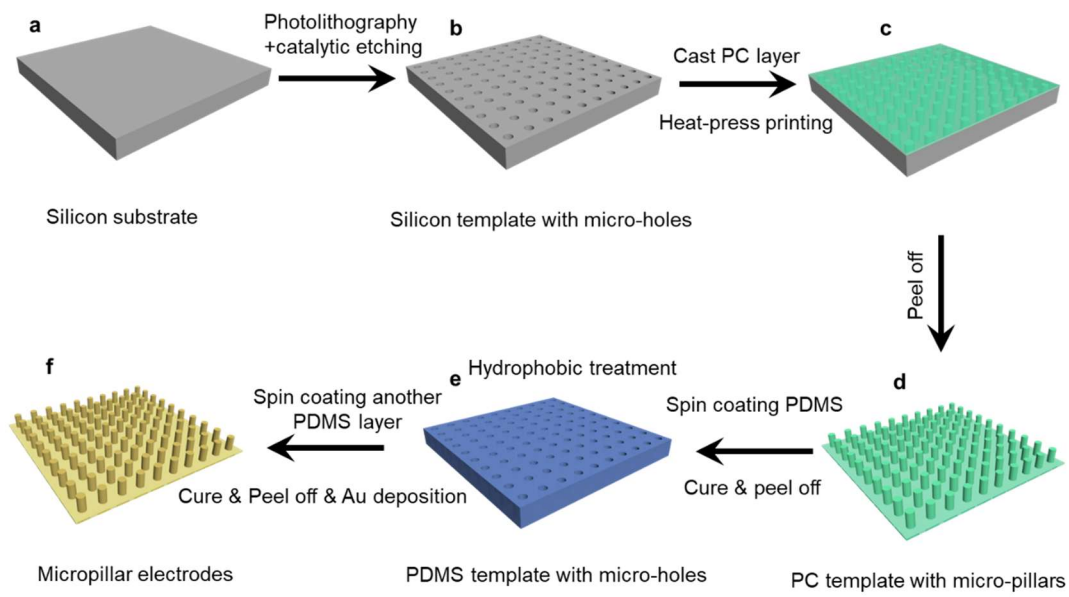 a
Photolithography
+catalytic etching
b
Cast PC layer
Heat-press printing
c
Silicon substrate
Silicon template with micro-holes
Peel off
d
Spin coating PDMS
Cure & peel off
PC template with micro-pillars
e
Hydrophobic treatment
PDMS template with micro-holes
Spin coating another
PDMS layer
Cure & Peel off & Au deposition
f
Micropillar electrodes